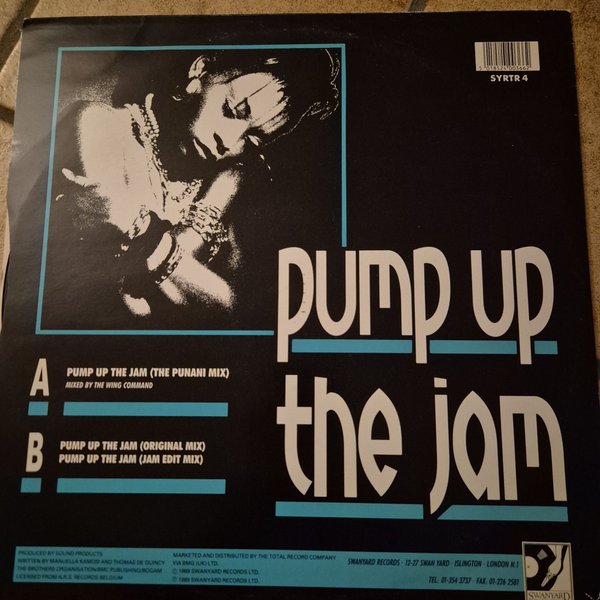 SYRTR 4
pump up
the jam
A
PUMP UP THE JAM (THE PUNANI MIX)
MIXED BY THE WING COMMAND
B
PUMP UP THE JAM (ORIGINAL MIX)
PUMP UP THE JAM (JAM EDIT MIX)
PRODUCED BY SOUND PRODUCTS
WRITTEN BY MANUELLA KAMOSI AND THOMAS DE QUINCY
THE BROTHERS ORGANISATION/BMC PUBLISHING/BOGAM
LICENSED FROM A.R.S. RECORDS BELGIUM
MARKETED AND DISTRIBUTED BY THE TOTAL RECORD COMPANY
VIA BMG (UK) LTD.
℗ 1989 SWANYARD RECORDS LTD.
© 1989 SWANYARD RECORDS LTD.
SWANYARD RECORDS · 12-27 SWAN YARD · ISLINGTON · LONDON N.1
TEL: 01-354 3737 · FAX: 01-226 2581
SWANYARD